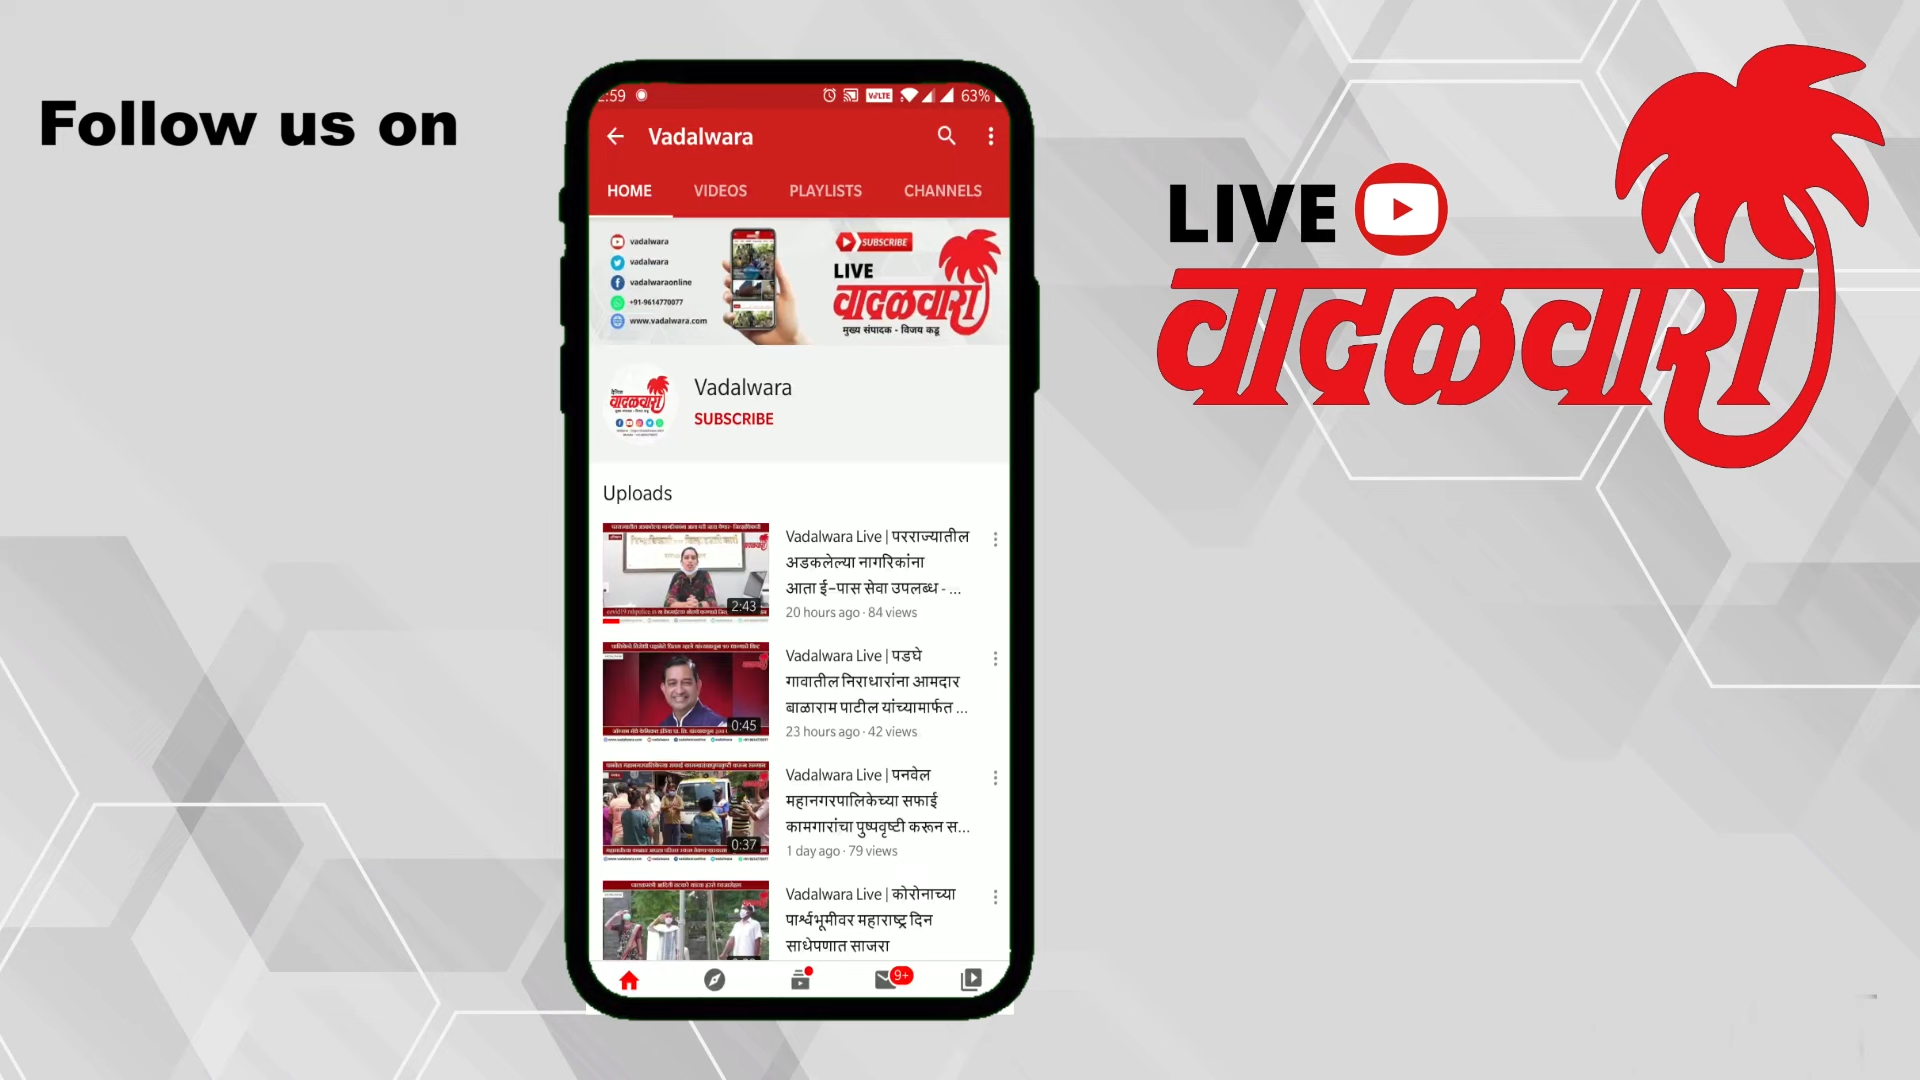 Follow us on
:59
VoLTE
63%
Vadalwara
HOME
VIDEOS
PLAYLISTS
CHANNELS
vadalwara
vadalwara
vadalwaraonline
+91-9614770077
www.vadalwara.com
SUBSCRIBE
LIVE
वादळवारा
मुख्य संपादक - विजय कडू
LIVE
वादळवारा
वादळवारा
Vadalwara
SUBSCRIBE
Uploads
2:43
Vadalwara Live | परराज्यातील
अडकलेल्या नागरिकांना
आता ई-पास सेवा उपलब्ध - ...
20 hours ago · 84 views
0:45
Vadalwara Live | पडघे
गावातील निराधारांना आमदार
बाळाराम पाटील यांच्यामार्फत ...
23 hours ago · 42 views
0:37
Vadalwara Live | पनवेल
महानगरपालिकेच्या सफाई
कामगारांचा पुष्पवृष्टी करून स...
1 day ago · 79 views
Vadalwara Live | कोरोनाच्या
पार्श्वभूमीवर महाराष्ट्र दिन
साधेपणात साजरा
9+